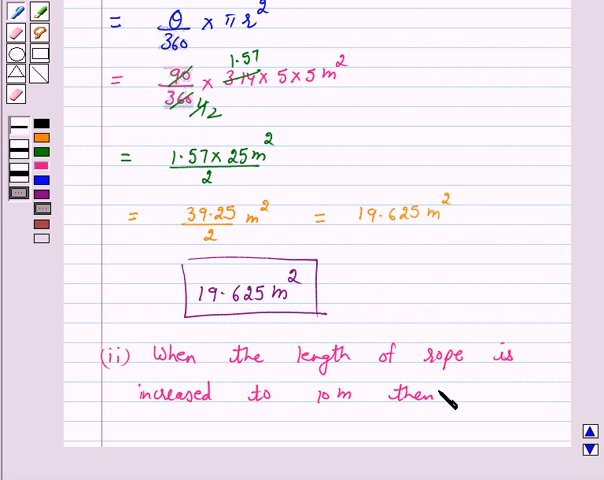 = θ/360 × πr²
= 90/360 4/2 × 3.14 1.57 × 5 × 5 m²
= 1.57 × 25 m² / 2
= 39.25/2 m² = 19.625 m²
19.625 m²
(ii) When the length of rope is
increased to 10 m then